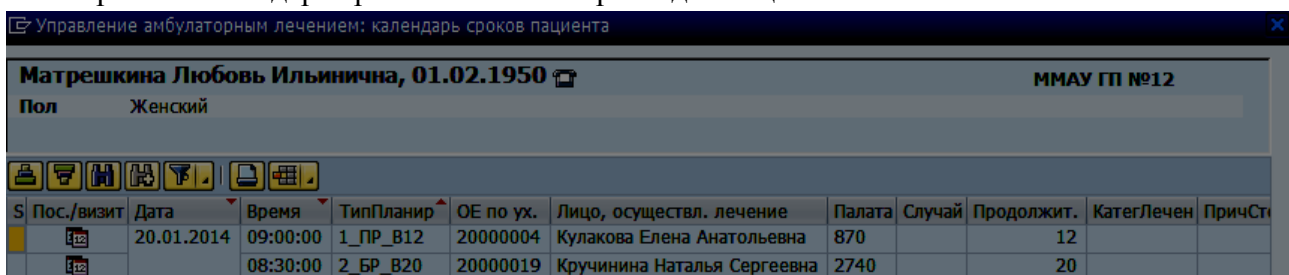 Управление амбулаторным лечением: календарь сроков пациента
Матрешкина Любовь Ильинична, 01.02.1950 ММАУ ГП №12
Пол Женский
S Пос./визит Дата Время ТипПланир ОЕ по ух. Лицо, осуществл. лечение Палата Случай Продолжит. КатегЛечен ПричСт
20.01.2014 09:00:00 1_ПР_В12 20000004 Кулакова Елена Анатольевна 870 12
08:30:00 2_БР_В20 20000019 Кручинина Наталья Сергеевна 2740 20